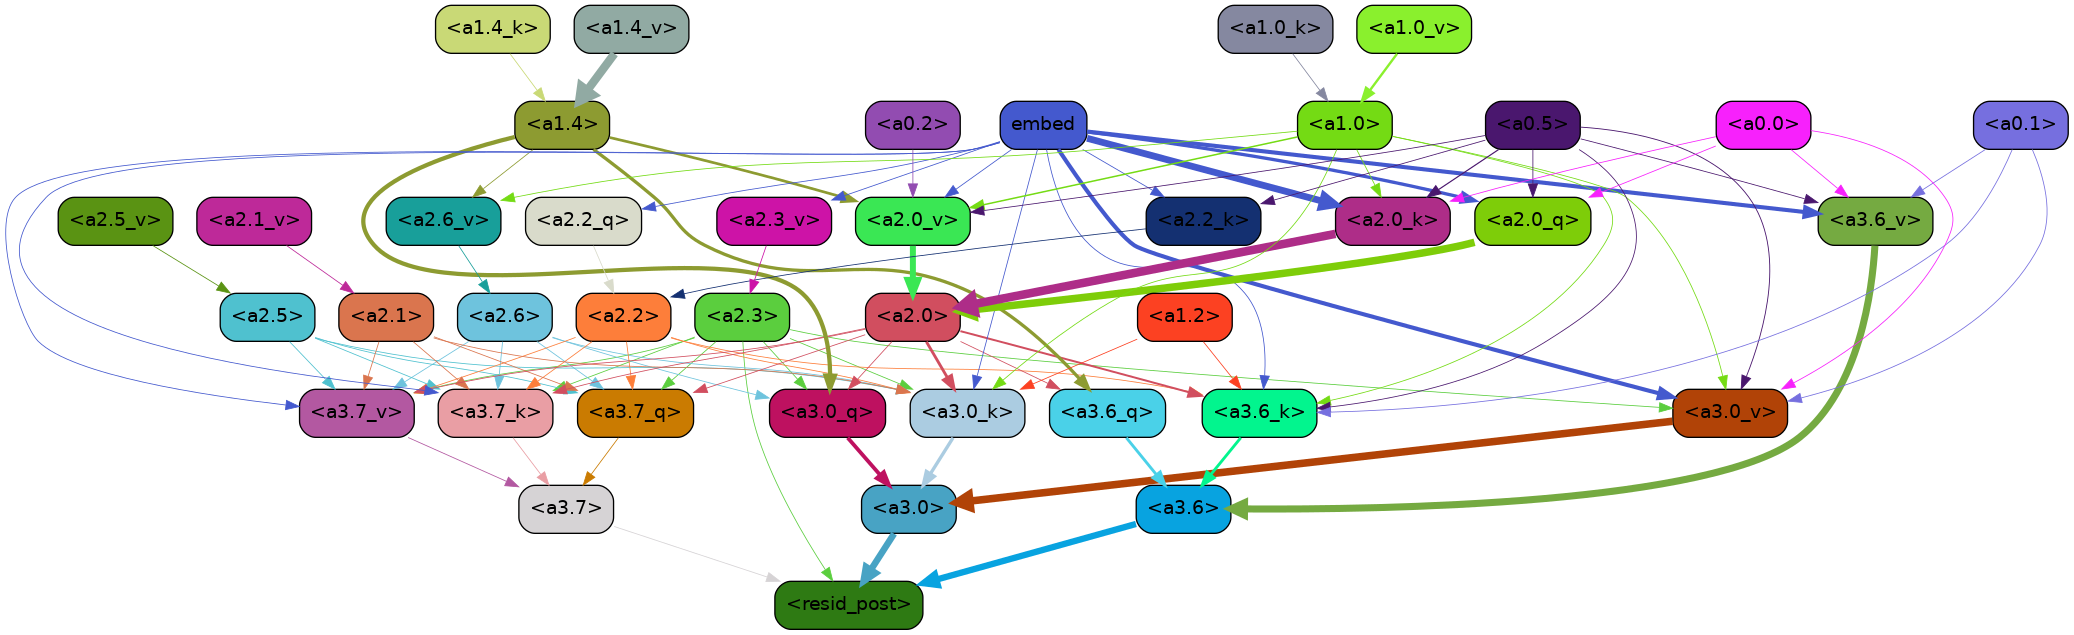 <a1.4_k> <a1.4_v> <a1.0_k> <a1.0_v>
<a1.4> <a0.2> embed <a1.0> <a0.5> <a0.0> <a0.1>
<a2.5_v> <a2.1_v> <a2.6_v> <a2.2_q> <a2.3_v> <a2.0_v> <a2.2_k> <a2.0_k> <a2.0_q> <a3.6_v>
<a2.5> <a2.1> <a2.6> <a2.2> <a2.3> <a2.0> <a1.2>
<a3.7_v> <a3.7_k> <a3.7_q> <a3.0_q> <a3.0_k> <a3.6_q> <a3.6_k> <a3.0_v>
<a3.7> <a3.0> <a3.6>
<resid_post>